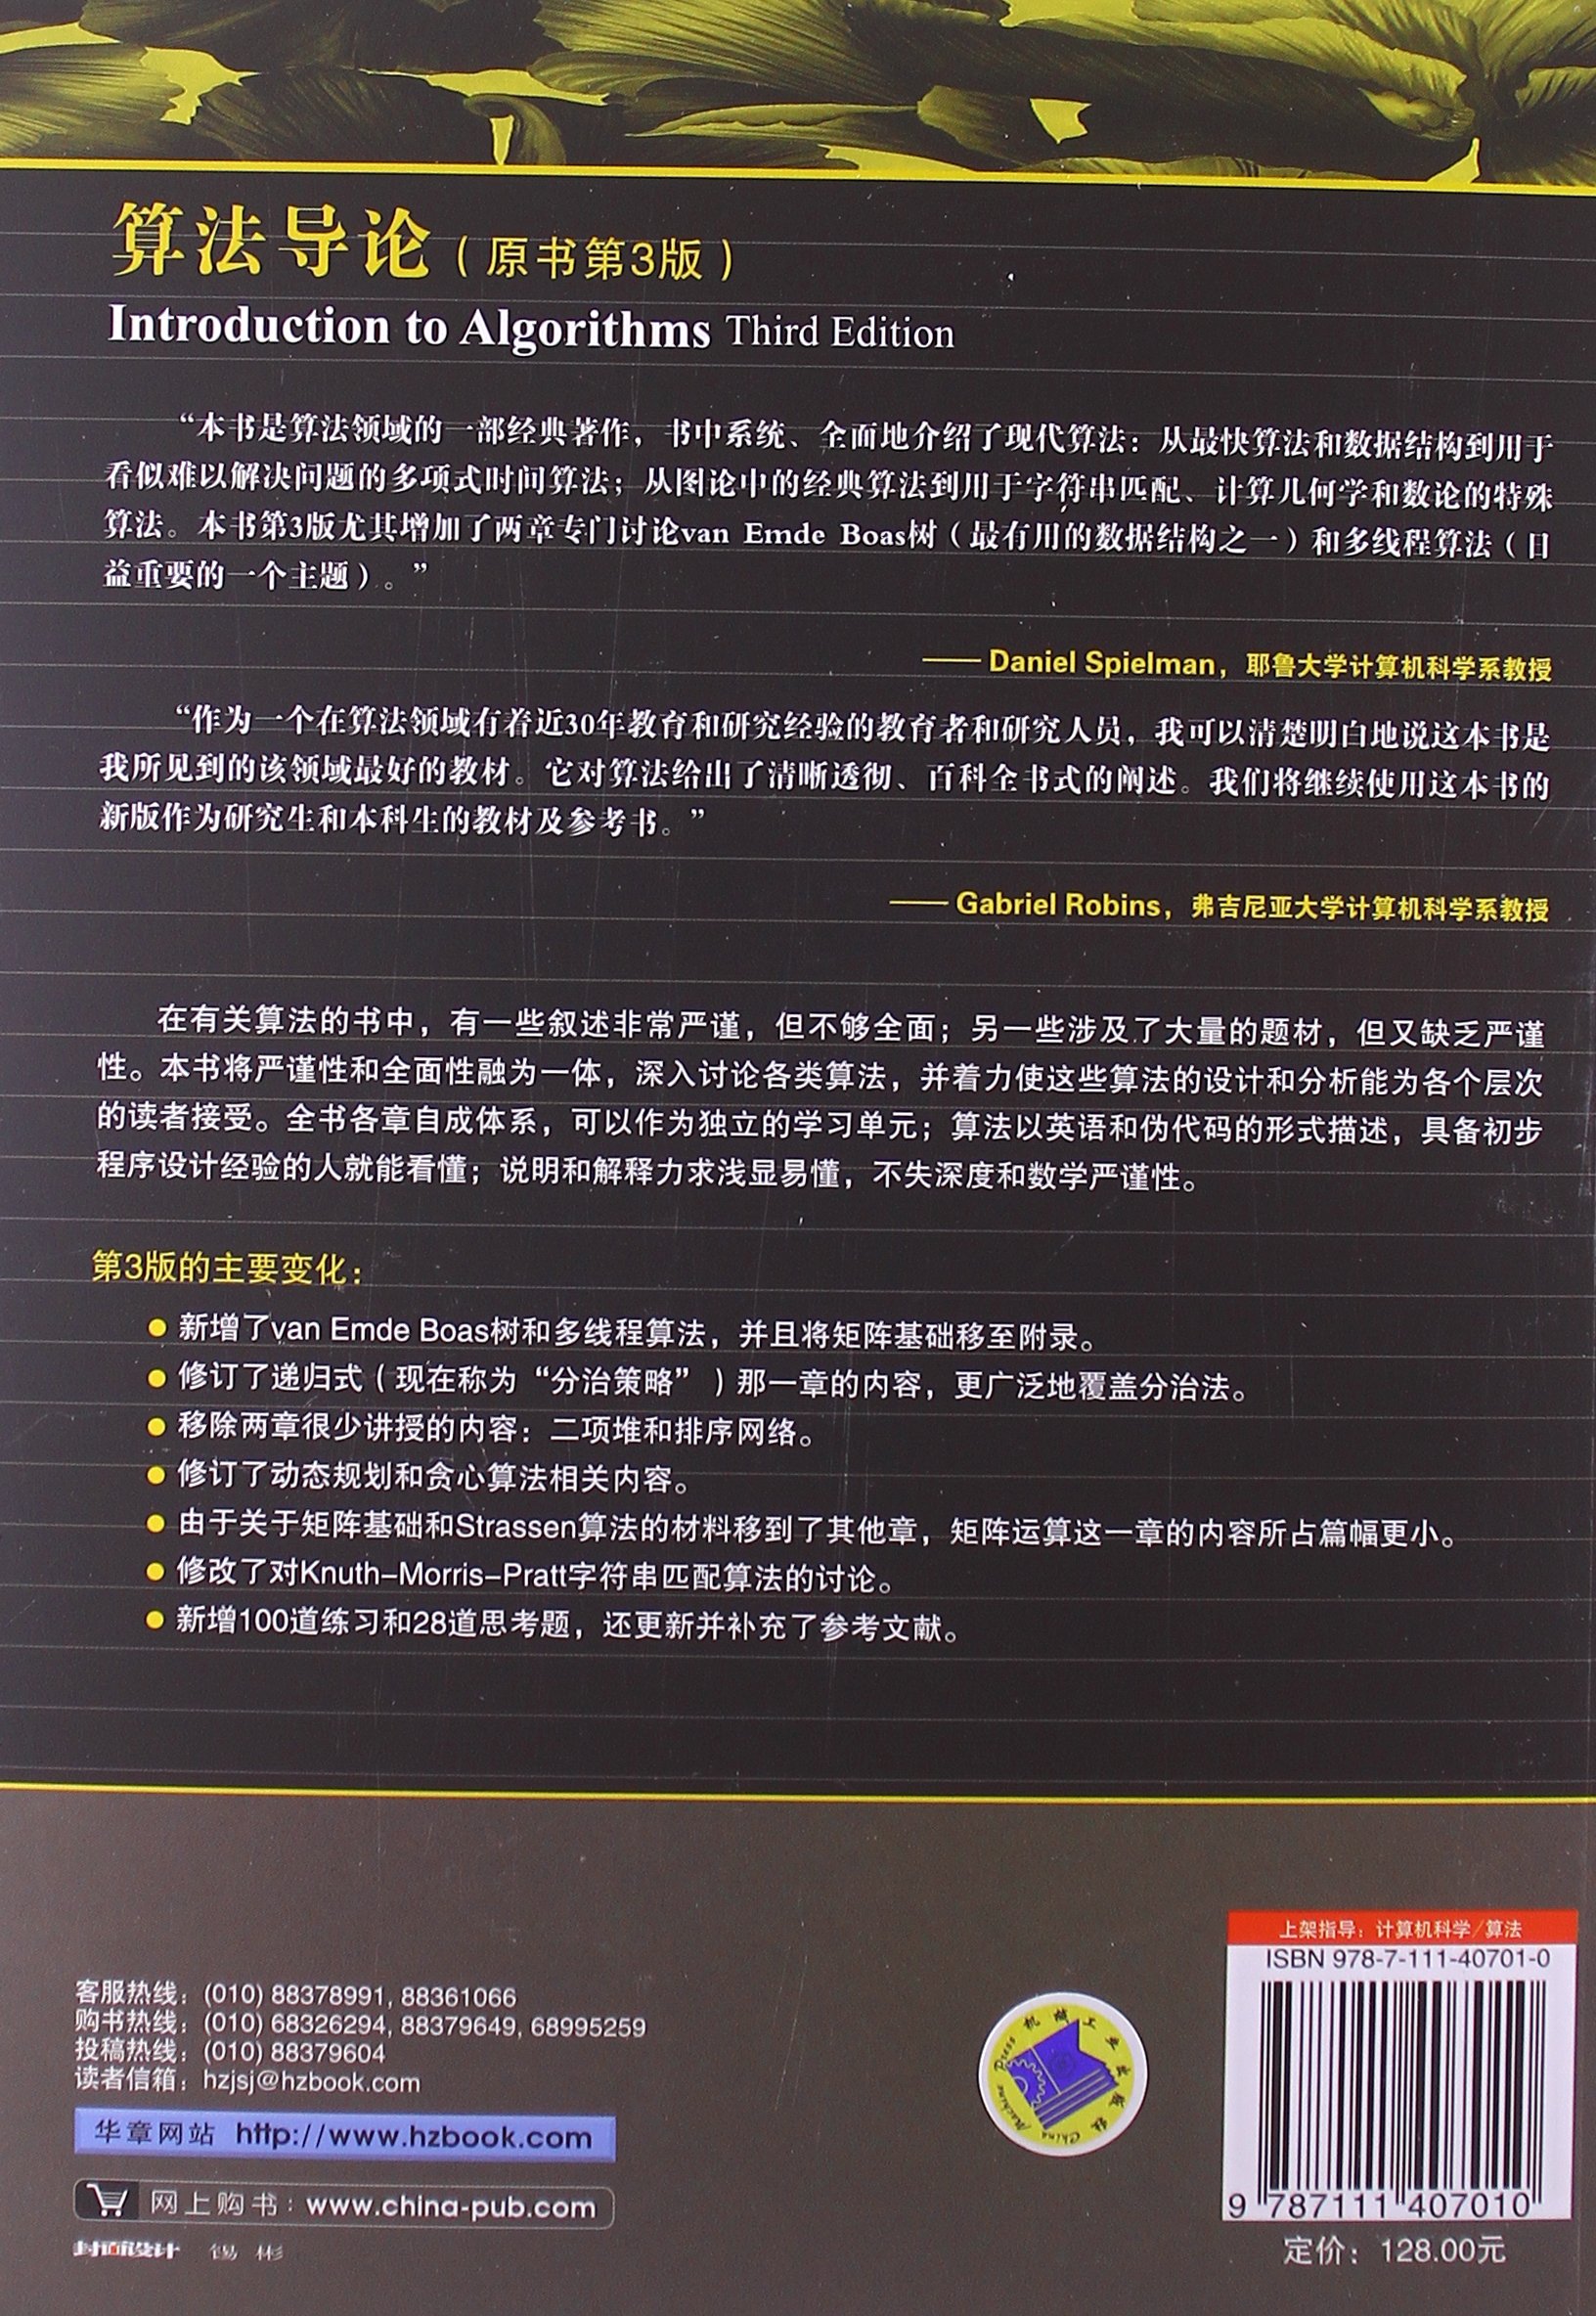 算法导论（原书第3版）
Introduction to Algorithms Third Edition
“本书是算法领域的一部经典著作，书中系统、全面地介绍了现代算法：从最快算法和数据结构到用于
看似难以解决问题的多项式时间算法；从图论中的经典算法到用于字符串匹配、计算几何学和数论的特殊
算法。本书第3版尤其增加了两章专门讨论van Emde Boas树（最有用的数据结构之一）和多线程算法（日
益重要的一个主题）。”
—— Daniel Spielman，耶鲁大学计算机科学系教授
“作为一个在算法领域有着近30年教育和研究经验的教育者和研究人员，我可以清楚明白地说这本书是
我所见到的该领域最好的教材。它对算法给出了清晰透彻、百科全书式的阐述。我们将继续使用这本书的
新版作为研究生和本科生的教材及参考书。”
—— Gabriel Robins，弗吉尼亚大学计算机科学系教授
在有关算法的书中，有一些叙述非常严谨，但不够全面；另一些涉及了大量的题材，但又缺乏严谨
性。本书将严谨性和全面性融为一体，深入讨论各类算法，并着力使这些算法的设计和分析能为各个层次
的读者接受。全书各章自成体系，可以作为独立的学习单元；算法以英语和伪代码的形式描述，具备初步
程序设计经验的人就能看懂；说明和解释力求浅显易懂，不失深度和数学严谨性。
第3版的主要变化：
● 新增了van Emde Boas树和多线程算法，并且将矩阵基础移至附录。
● 修订了递归式（现在称为“分治策略”）那一章的内容，更广泛地覆盖分治法。
● 移除两章很少讲授的内容：二项堆和排序网络。
● 修订了动态规划和贪心算法相关内容。
● 由于关于矩阵基础和Strassen算法的材料移到了其他章，矩阵运算这一章的内容所占篇幅更小。
● 修改了对Knuth–Morris–Pratt字符串匹配算法的讨论。
● 新增100道练习和28道思考题，还更新并补充了参考文献。
客服热线：(010) 88378991, 88361066
购书热线：(010) 68326294, 88379649, 68995259
投稿热线：(010) 88379604
读者信箱：hzjsj@hzbook.com
华章网站 http://www.hzbook.com
网上购书：www.china-pub.com
封面设计 锡 彬
机械工业出版社
China Machine Press
上架指导：计算机科学/算法
ISBN 978-7-111-40701-0
9 787111 407010
定价：128.00元